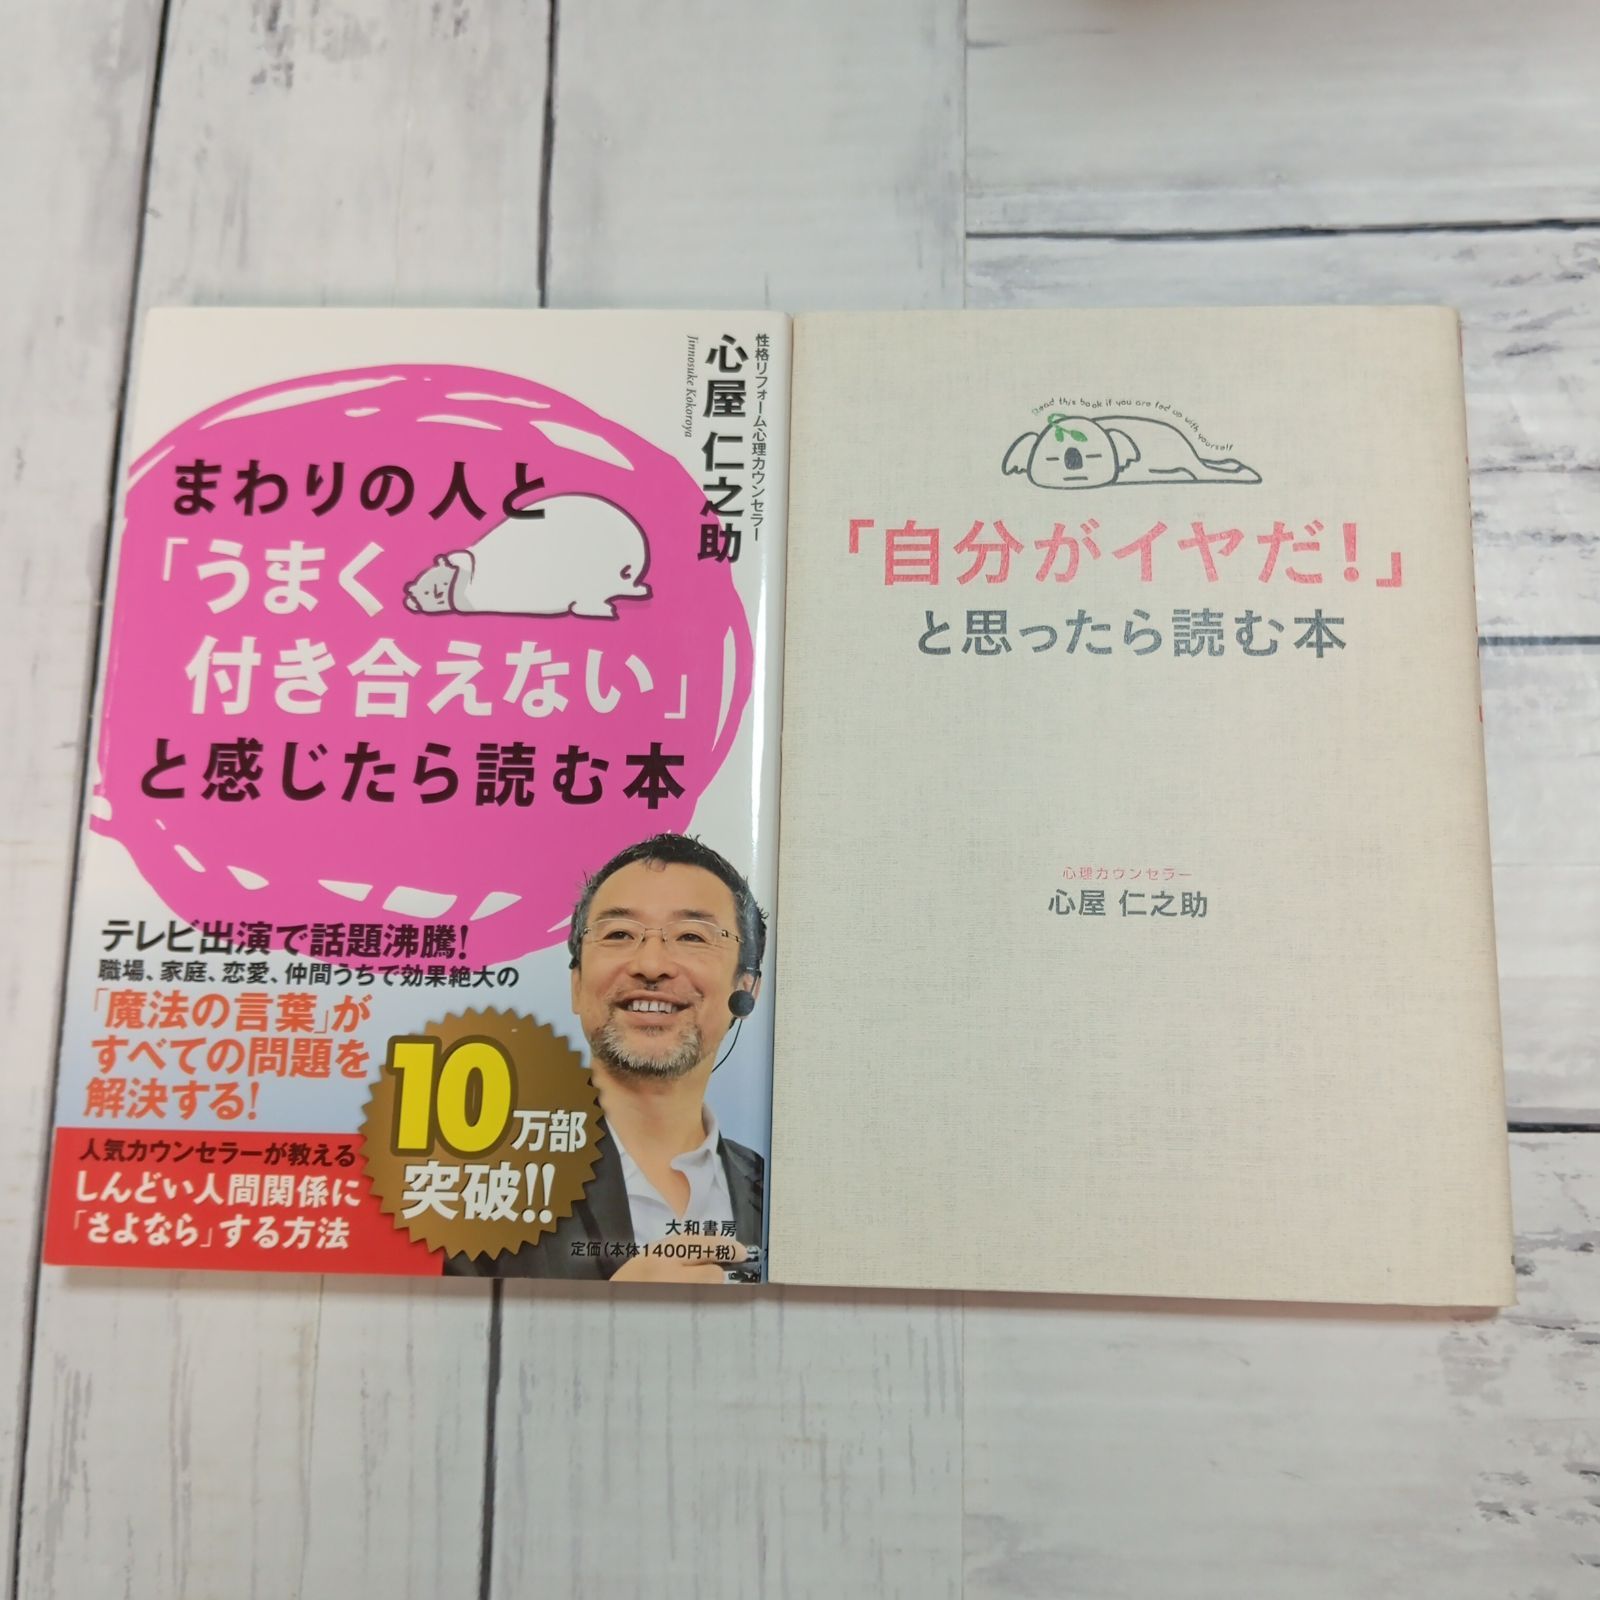 まわりの人と
「うまく
付き合えない」
と感じたら読む本
性格リフォーム心理カウンセラー
心屋 仁之助
Jinnosuke Kokoroya
テレビ出演で話題沸騰!
職場、家庭、恋愛、仲間うちで効果絶大の
「魔法の言葉」が
すべての問題を
解決する!
人気カウンセラーが教える
しんどい人間関係に
「さよなら」する方法
10万部
突破!!
大和書房
定価(本体1400円+税)
Read this book if you are fed up with yourself
「自分がイヤだ!」
と思ったら読む本
心理カウンセラー
心屋 仁之助